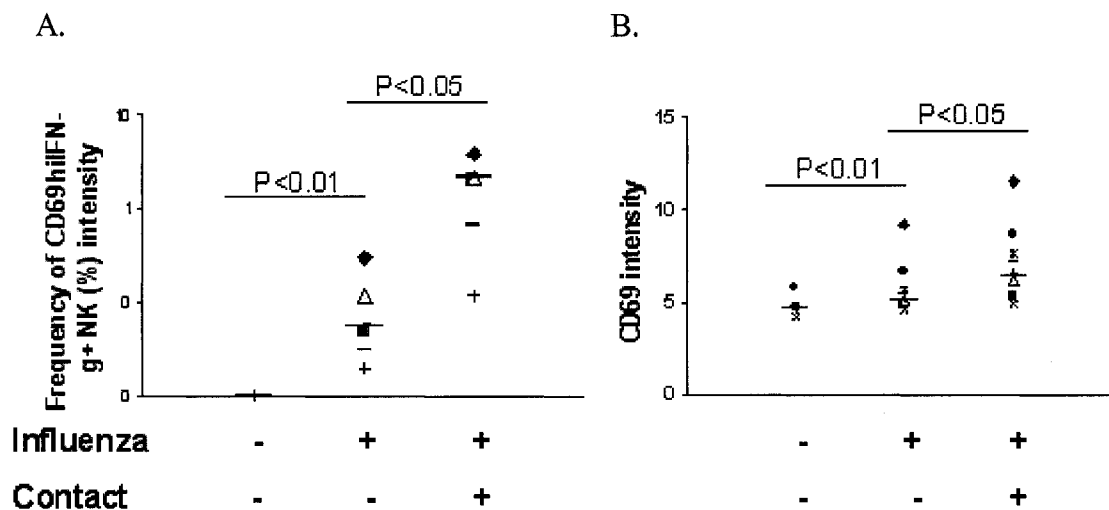 A.
B.
P<0.05
P<0.01
10
1
0
0
Frequency of CD69hiIFN-
g+ NK (%) intensity
P<0.05
P<0.01
15
10
5
0
CD69 intensity
Influenza - + + - + +
Contact - - + - - +